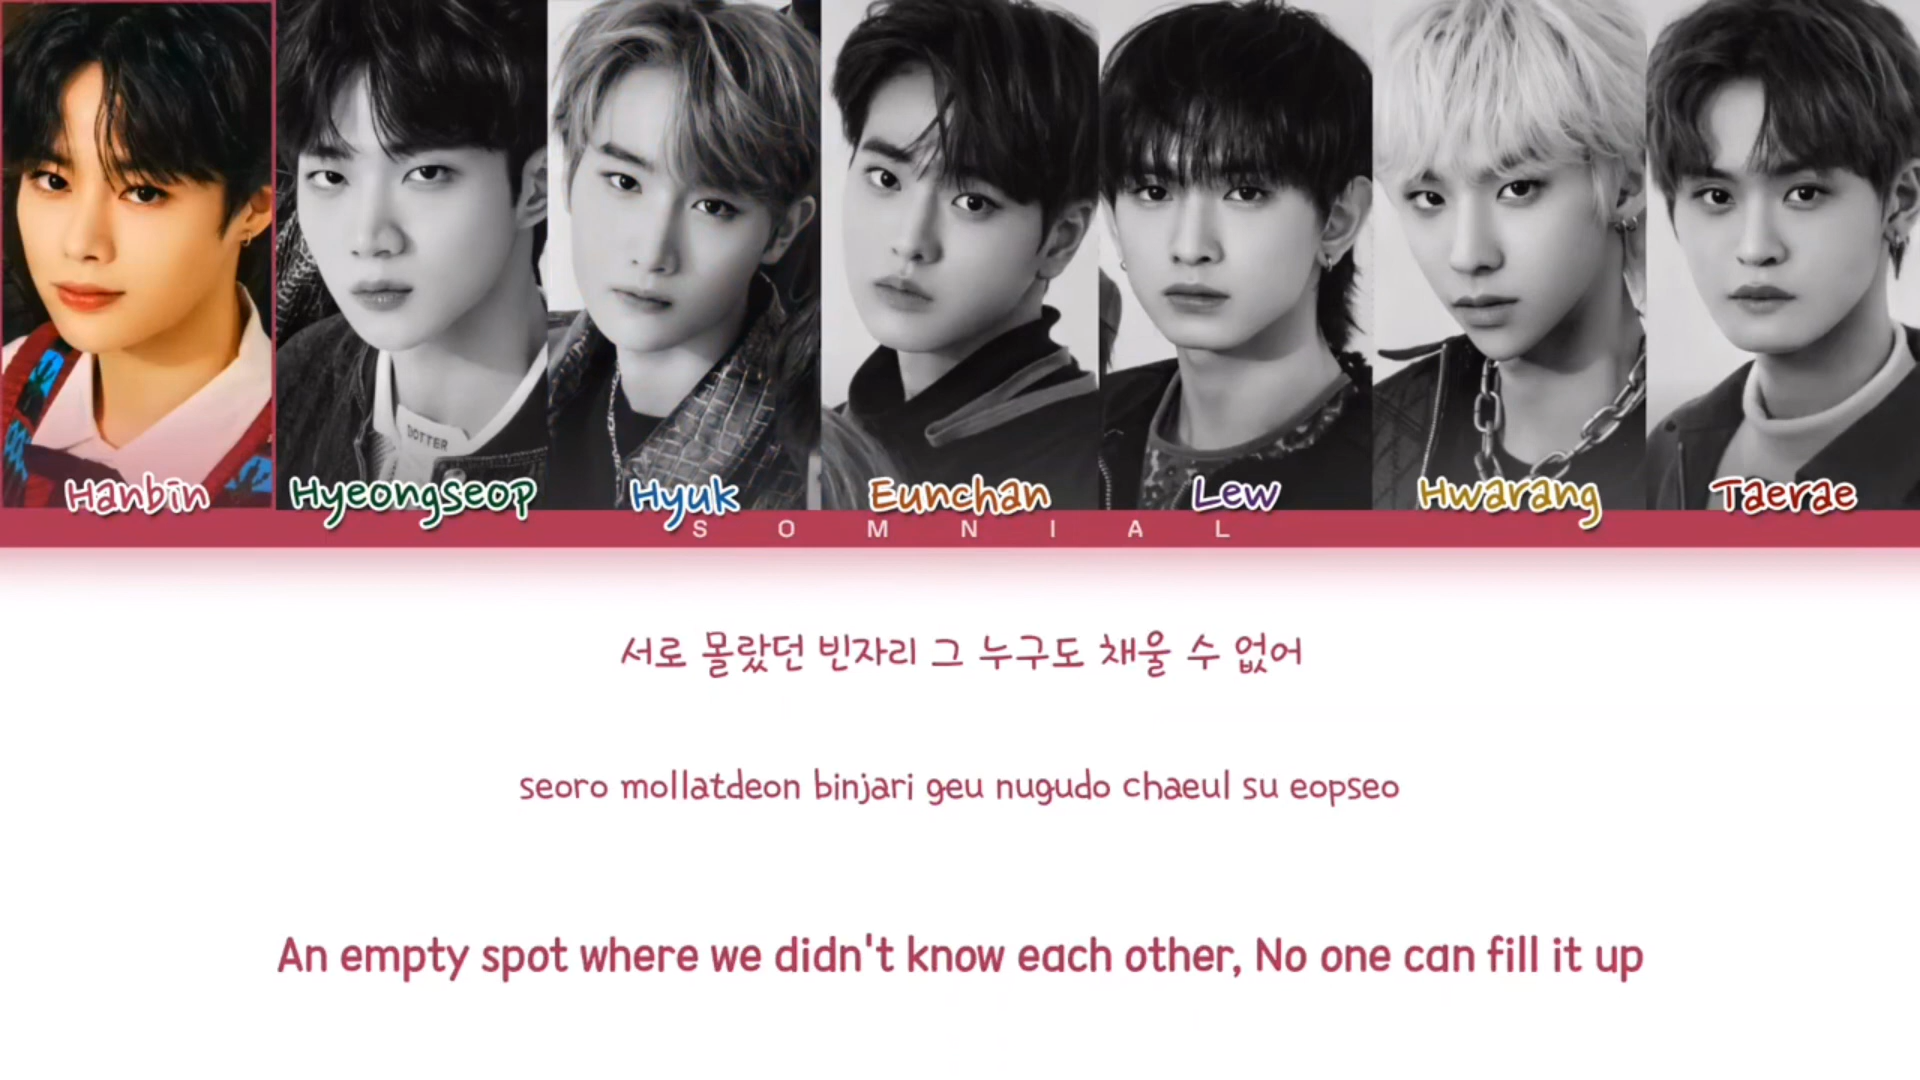 DOTTER
Hanbin Hyeongseop Hyuk Eunchan Lew Hwarang Taerae
SOMNIAL
서로 몰랐던 빈자리 그 누구도 채울 수 없어
seoro mollatdeon binjari geu nugudo chaeul su eopseo
An empty spot where we didn't know each other, No one can fill it up